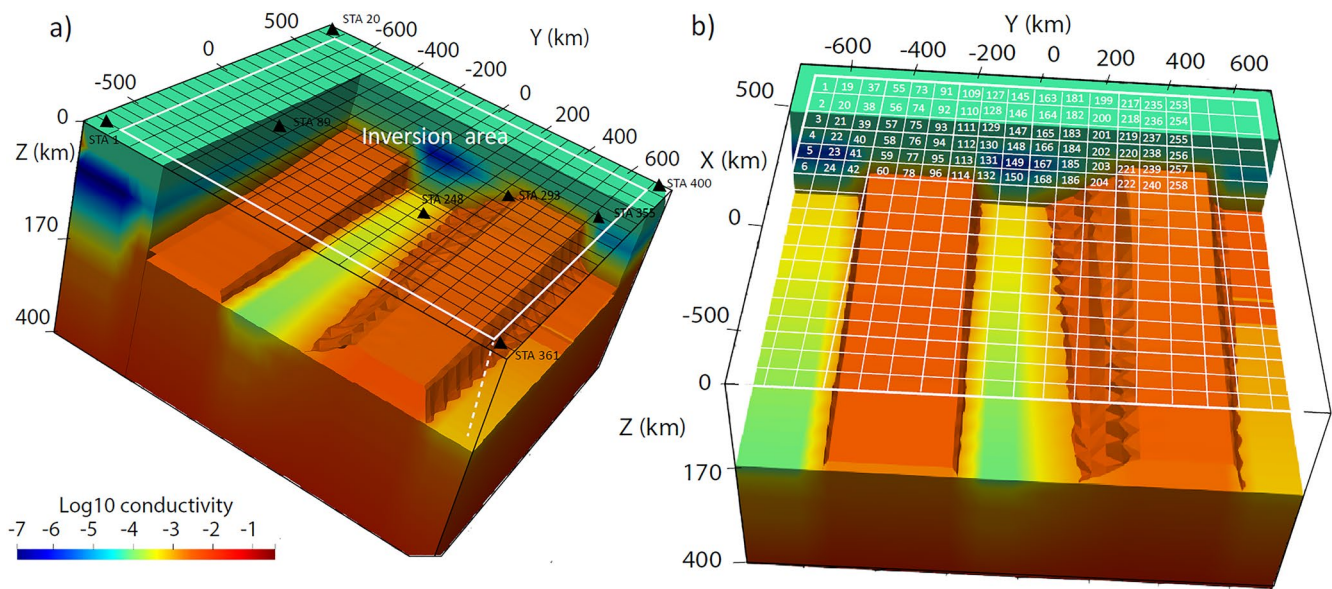 a)
STA 20
500
0
-500
Y (km)
-600
-400
-200
0
200
400
600
0
Z (km)
170
400
STA 1
STA 89
Inversion area
STA 248
STA 293
STA 355
STA 400
STA 361
Log10 conductivity
-7 -6 -5 -4 -3 -2 -1
b)
Y (km)
-600 -400 -200 0 200 400 600
500
X (km)
0
-500
0
Z (km)
170
400
1 19 37 55 73 91 109 127 145 163 181 199 217 235 253
2 20 38 56 74 92 110 128 146 164 182 200 218 236 254
3 21 39 57 75 93 111 129 147 165 183 201 219 237 255
4 22 40 58 76 94 112 130 148 166 184 202 220 238 256
5 23 41 59 77 95 113 131 149 167 185 203 221 239 257
6 24 42 60 78 96 114 132 150 168 186 204 222 240 258